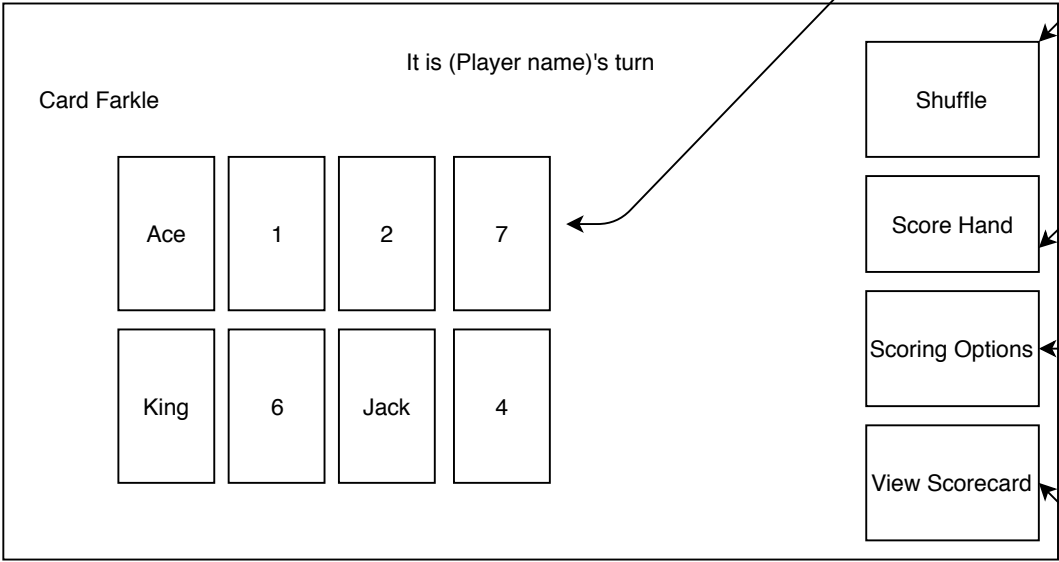 It is (Player name)'s turn
Card Farkle
Shuffle
Ace
1
2
7
Score Hand
Scoring Options
King
6
Jack
4
View Scorecard